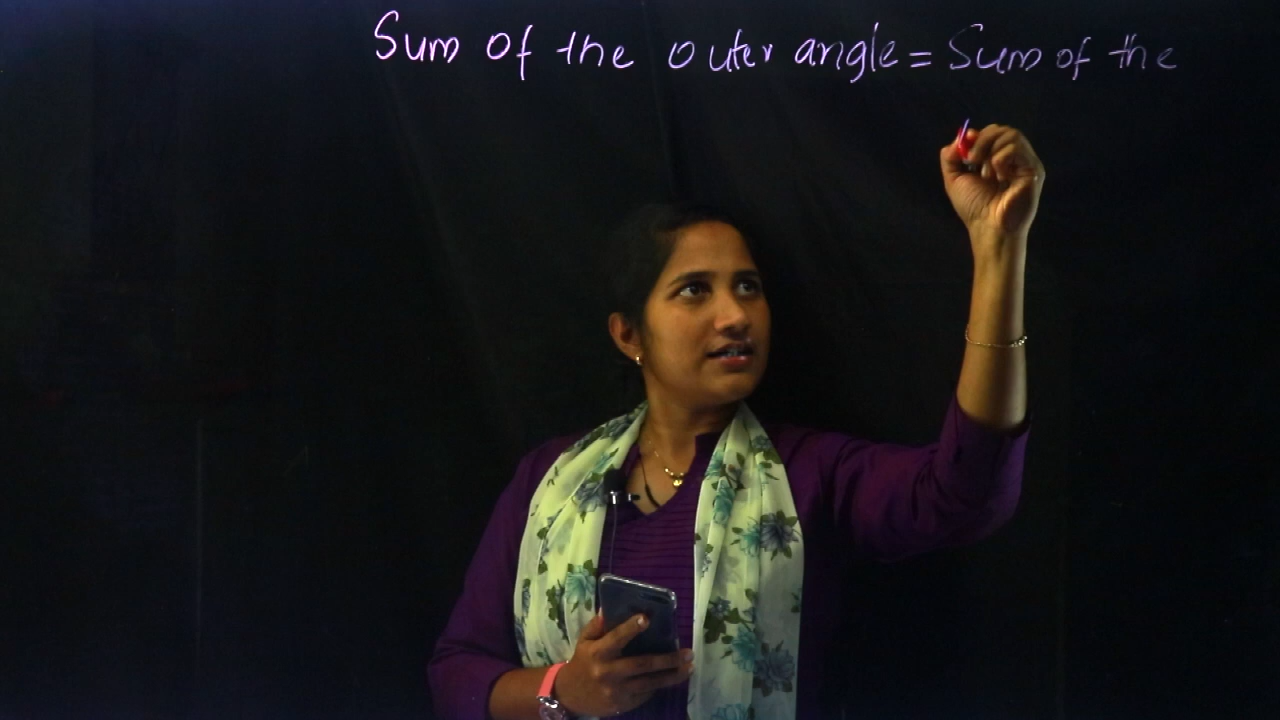 Sum of the outer angle = Sum of the